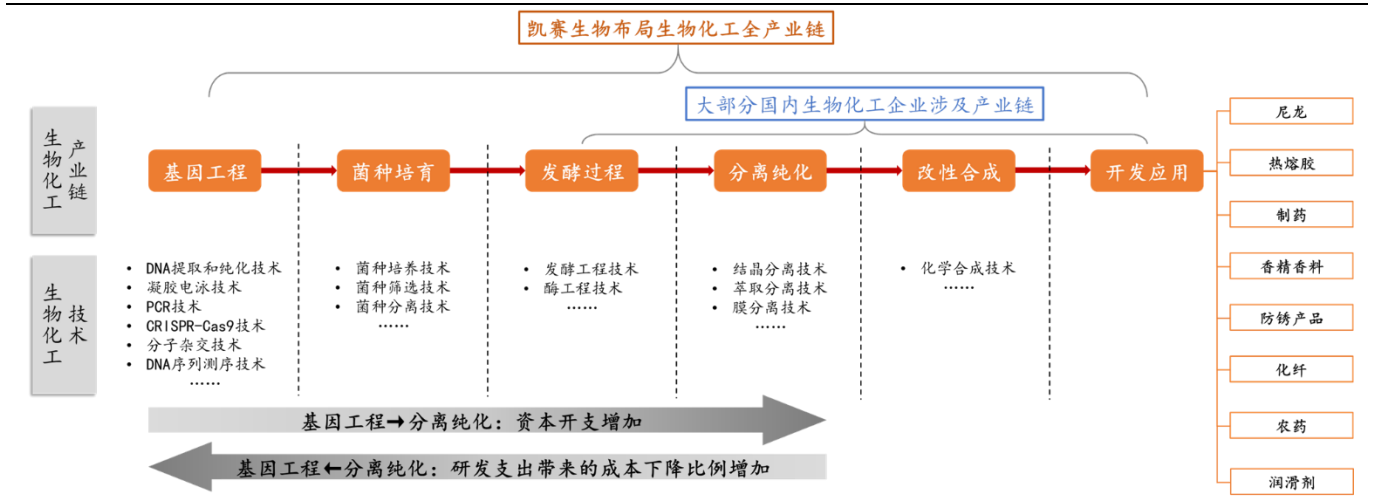 凯赛生物布局生物化工全产业链
大部分国内生物化工企业涉及产业链
生物化工
产业链
基因工程
菌种培育
发酵过程
分离纯化
改性合成
开发应用
生物化工
技术
• DNA提取和纯化技术
• 凝胶电泳技术
• PCR技术
• CRISPR-Cas9技术
• 分子杂交技术
• DNA序列测序技术
……
• 菌种培养技术
• 菌种筛选技术
• 菌种分离技术
……
• 发酵工程技术
• 酶工程技术
……
• 结晶分离技术
• 萃取分离技术
• 膜分离技术
……
• 化学合成技术
……
尼龙
热熔胶
制药
香精香料
防锈产品
化纤
农药
润滑剂
基因工程→分离纯化：资本开支增加
基因工程←分离纯化：研发支出带来的成本下降比例增加